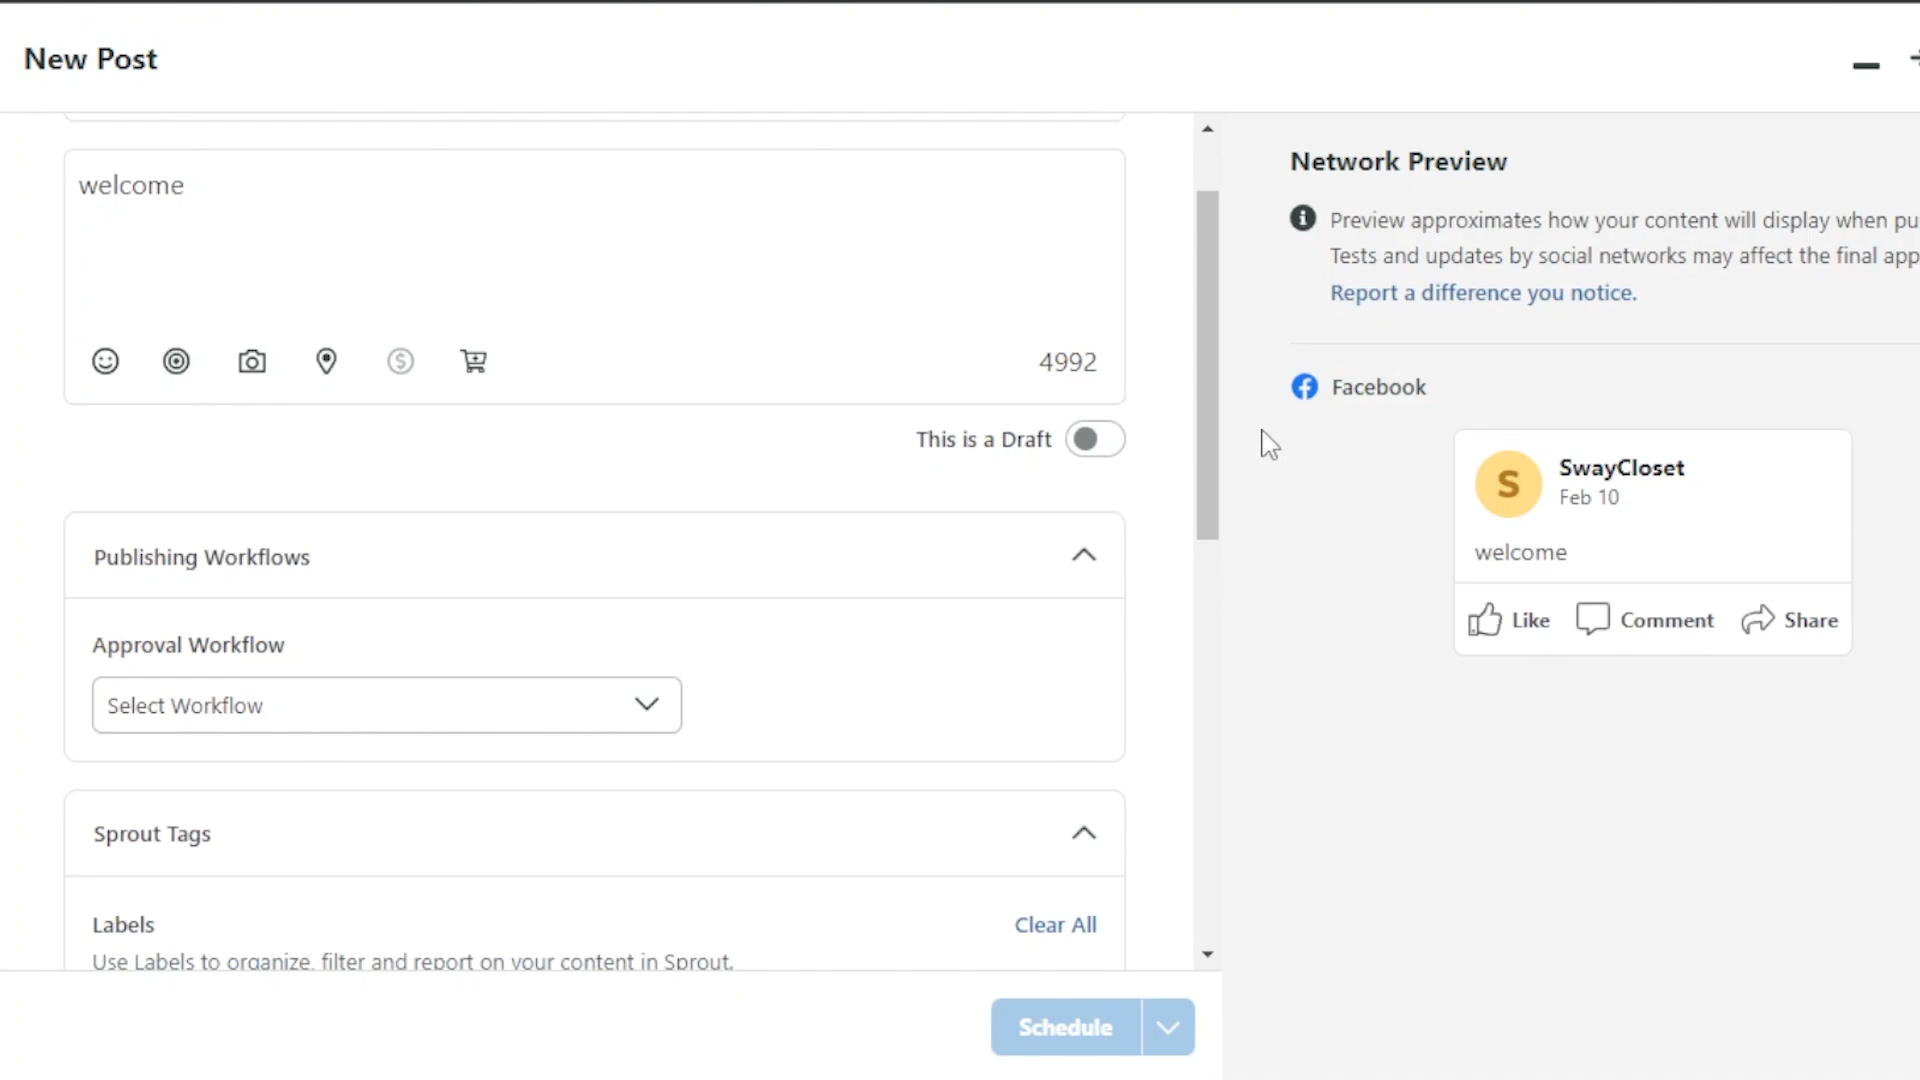 New Post
welcome
4992
This is a Draft
Publishing Workflows
Approval Workflow
Select Workflow
Sprout Tags
Labels
Clear All
Use Labels to organize, filter and report on your content in Sprout.
Schedule
Network Preview
Preview approximates how your content will display when pu
Tests and updates by social networks may affect the final app
Report a difference you notice.
Facebook
S
SwayCloset
Feb 10
welcome
Like
Comment
Share